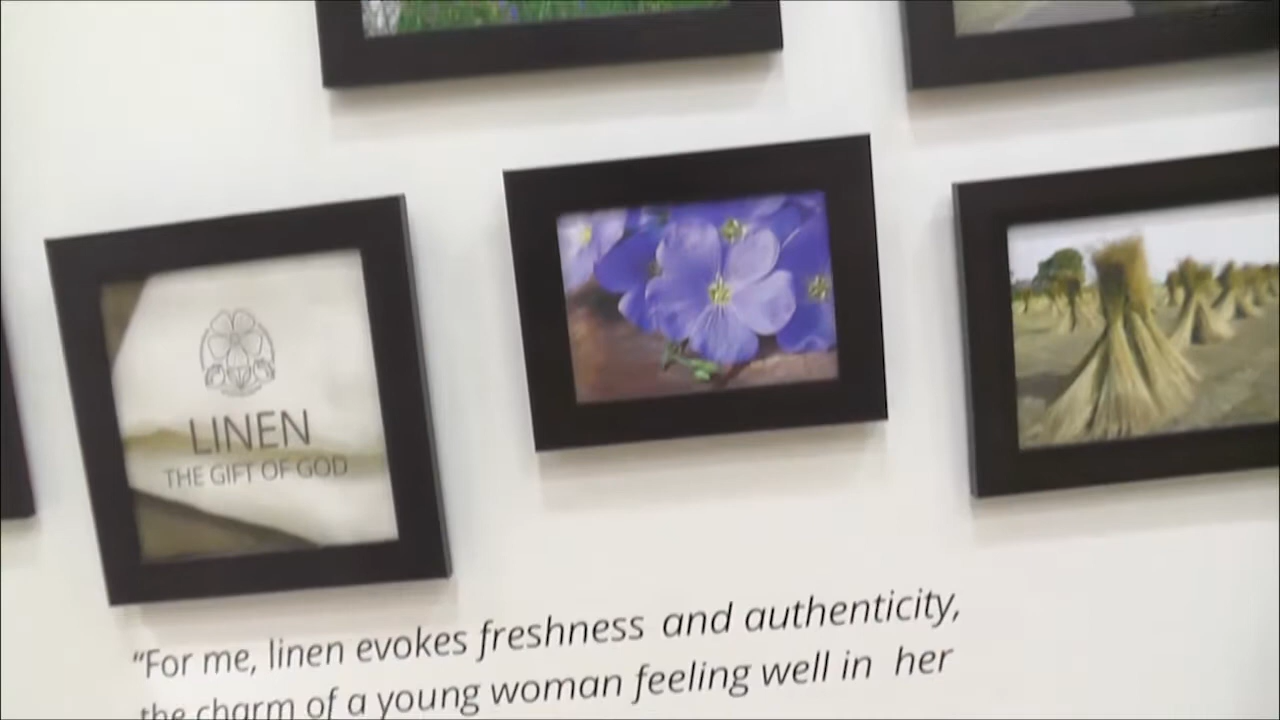 LINEN
THE GIFT OF GOD
“For me, linen evokes freshness and authenticity,
the charm of a young woman feeling well in her